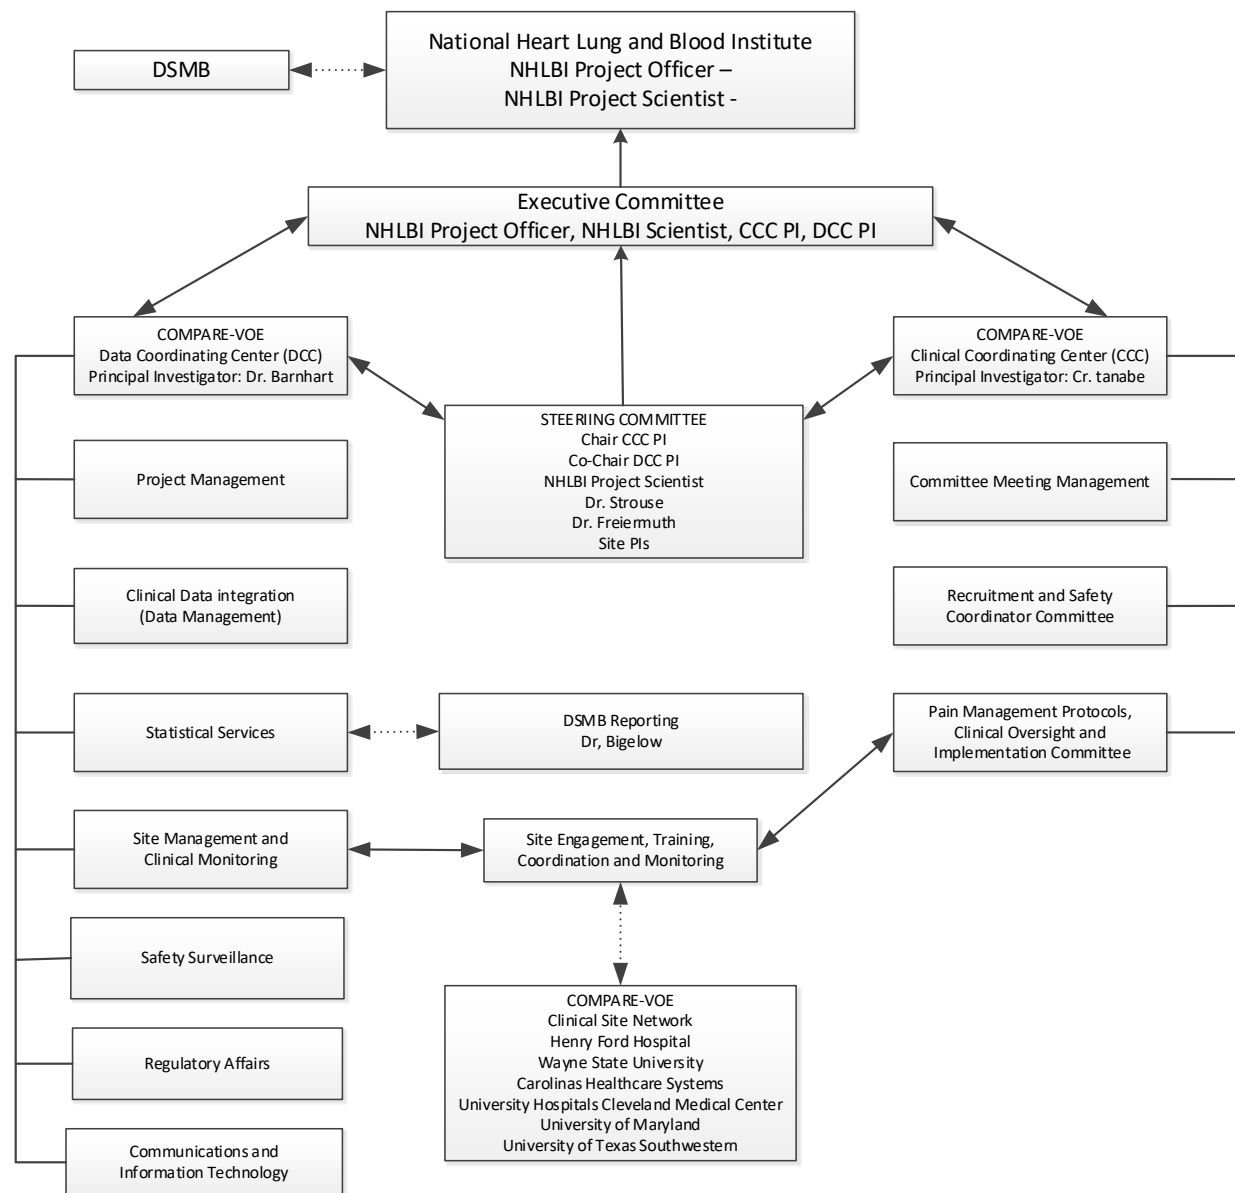 DSMB
National Heart Lung and Blood Institute
NHLBI Project Officer –
NHLBI Project Scientist -
Executive Committee
NHLBI Project Officer, NHLBI Scientist, CCC PI, DCC PI
COMPARE-VOE
Data Coordinating Center (DCC)
Principal Investigator: Dr. Barnhart
COMPARE-VOE
Clinical Coordinating Center (CCC)
Principal Investigator: Cr. tanabe
STEERIING COMMITTEE
Chair CCC PI
Co-Chair DCC PI
NHLBI Project Scientist
Dr. Strouse
Dr. Freiermuth
Site PIs
Project Management
Committee Meeting Management
Clinical Data integration
(Data Management)
Recruitment and Safety
Coordinator Committee
Statistical Services
DSMB Reporting
Dr, Bigelow
Pain Management Protocols,
Clinical Oversight and
Implementation Committee
Site Management and
Clinical Monitoring
Site Engagement, Training,
Coordination and Monitoring
Safety Surveillance
COMPARE-VOE
Clinical Site Network
Henry Ford Hospital
Wayne State University
Carolinas Healthcare Systems
University Hospitals Cleveland Medical Center
University of Maryland
University of Texas Southwestern
Regulatory Affairs
Communications and
Information Technology